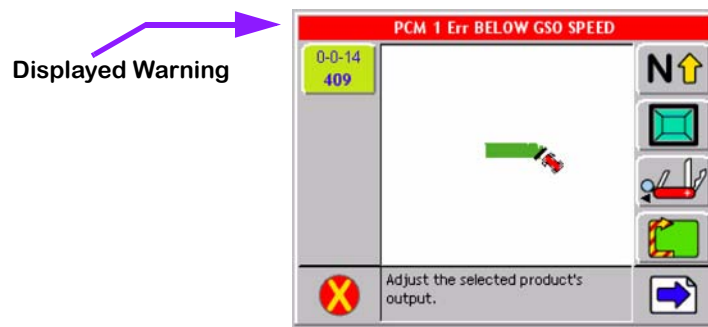 PCM 1 Err BELOW GSO SPEED
Displayed Warning
0-0-14
409
N
Adjust the selected product's
output.
X